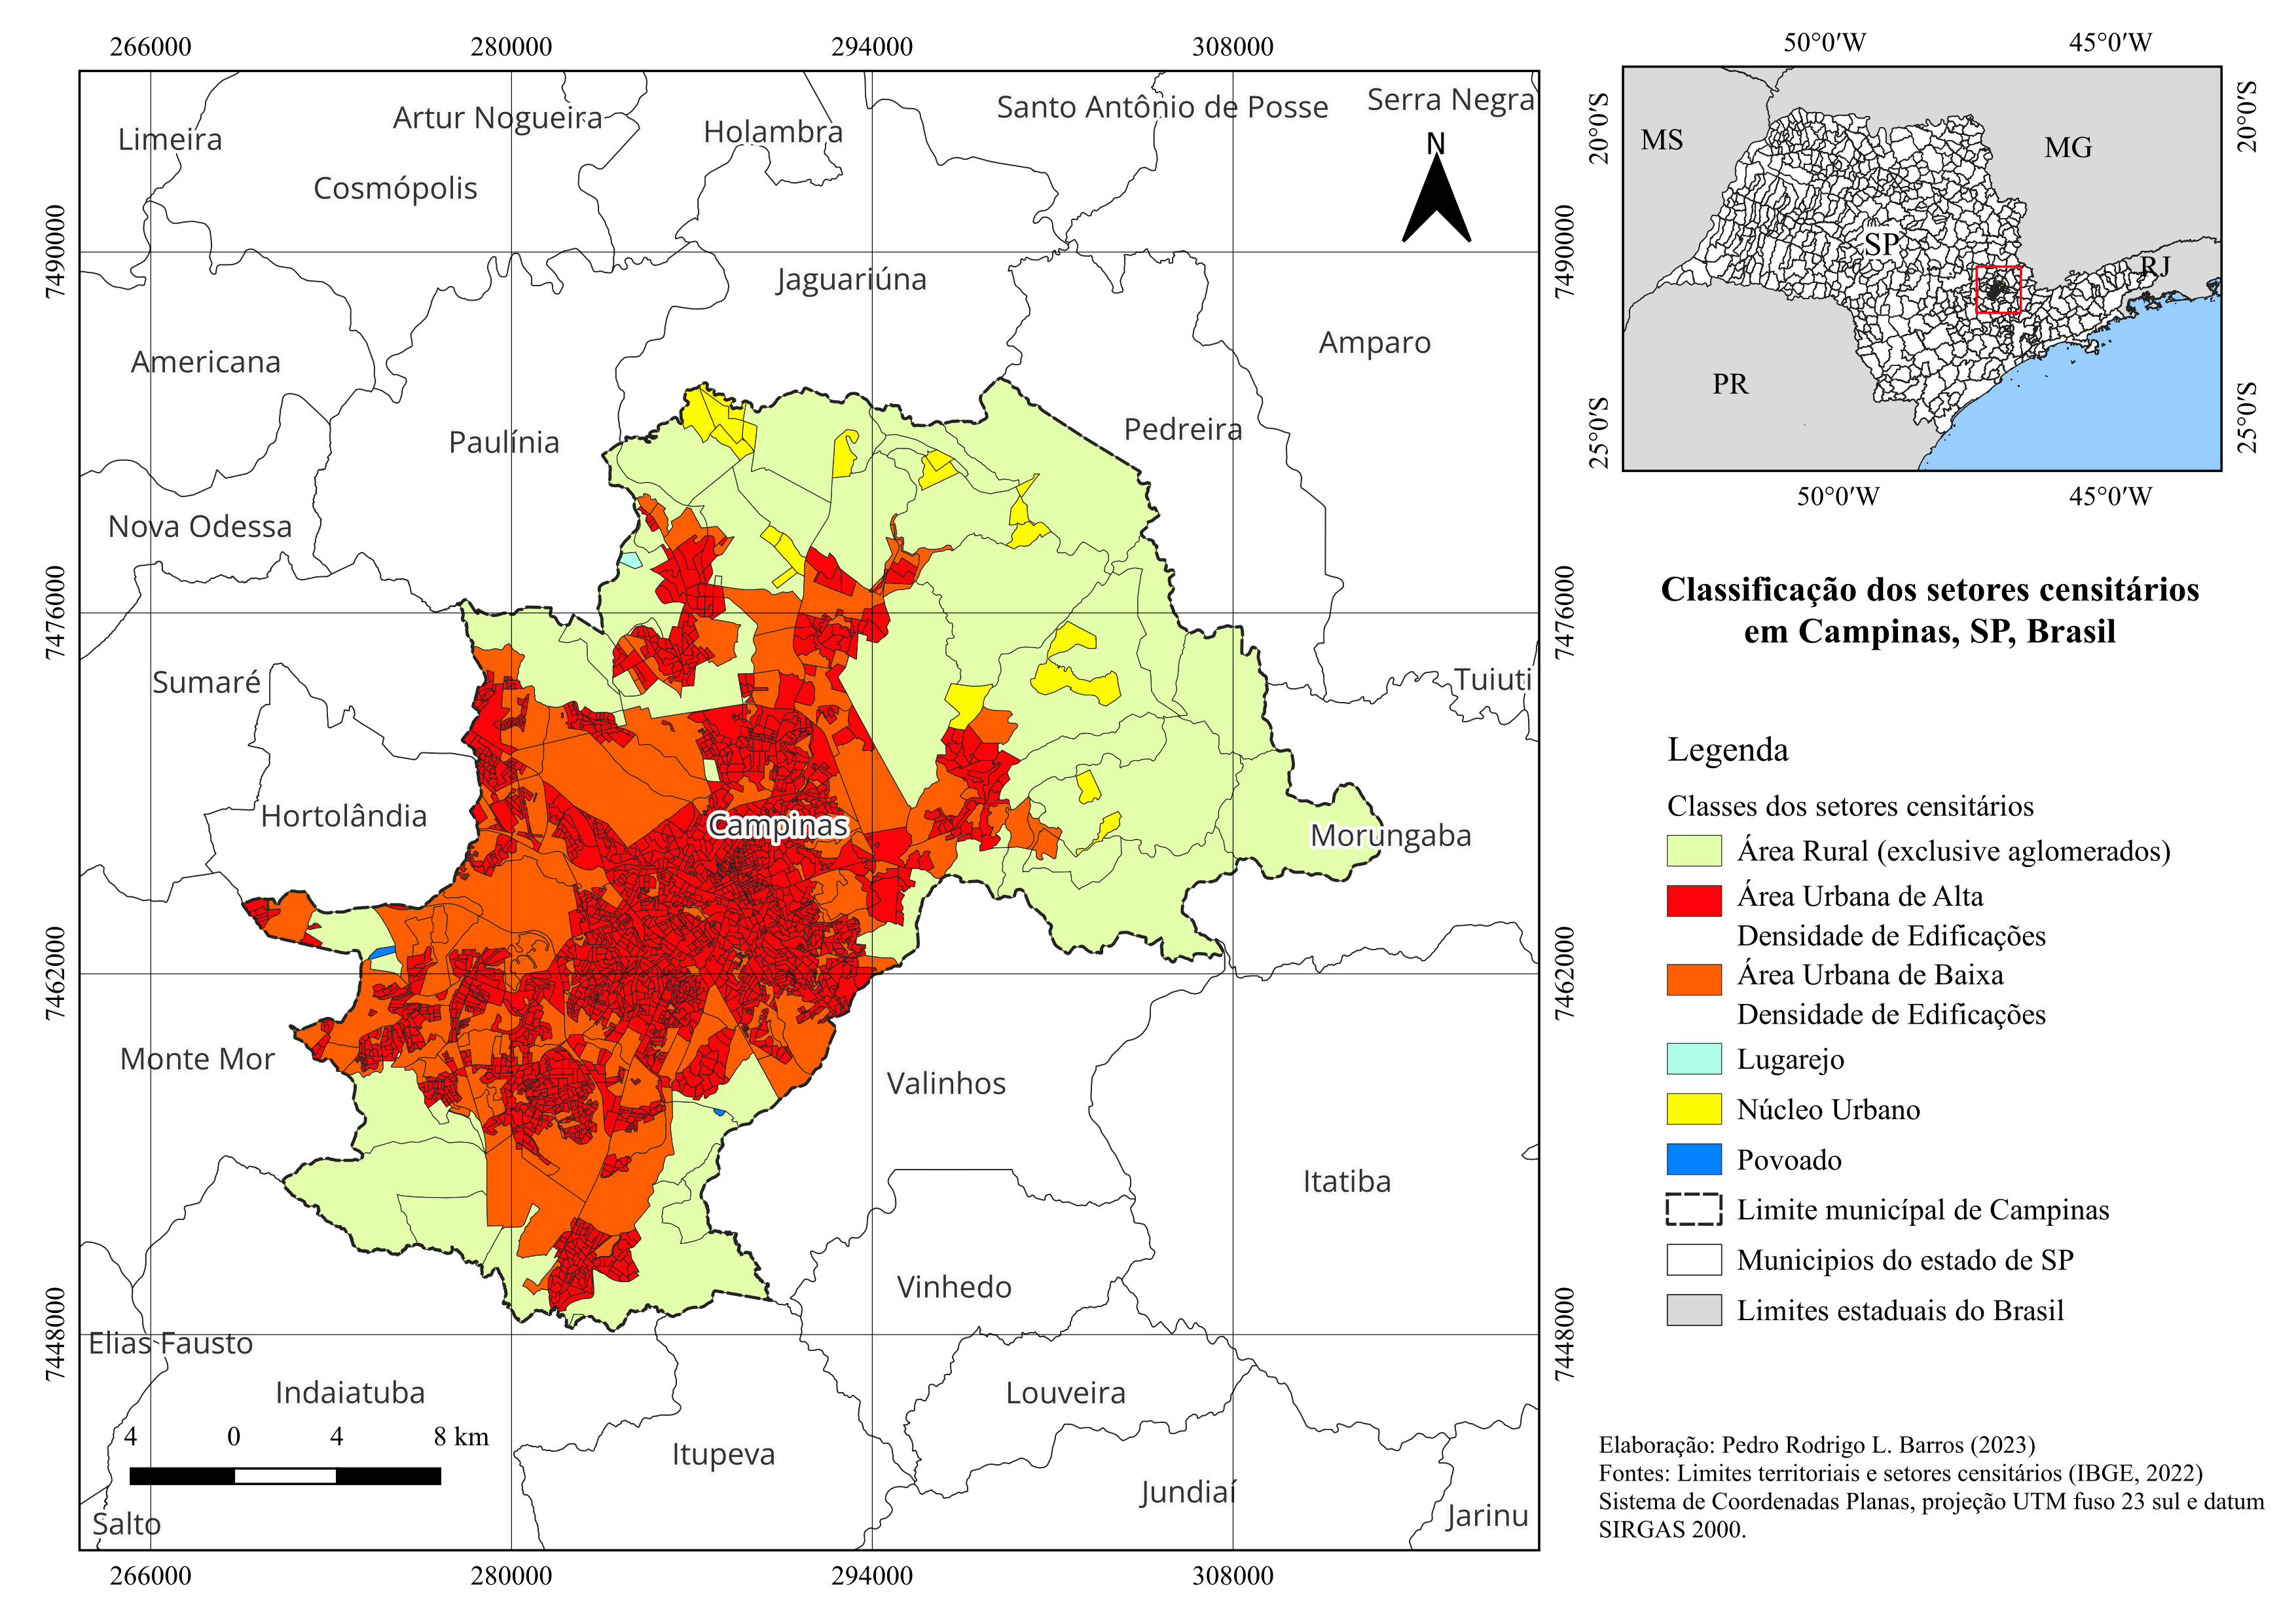 266000
280000
294000
308000
50°0′W
45°0′W
20°0′S
20°0′S
25°0′S
25°0′S
50°0′W
45°0′W
MS
MG
SP
RJ
PR
7490000
7476000
7462000
7448000
7490000
7476000
7462000
7448000
Limeira
Artur Nogueira
Holambra
Santo Antônio de Posse
Serra Negra
N
Cosmópolis
Jaguariúna
Amparo
Americana
Paulínia
Pedreira
Nova Odessa
Sumaré
Tuiuti
Hortolândia
Campinas
Morungaba
Monte Mor
Valinhos
Itatiba
Vinhedo
Elias Fausto
Indaiatuba
Louveira
Itupeva
Jundiaí
Salto
Jarinu
4
0
4
8 km
266000
280000
294000
308000
Classificação dos setores censitários
em Campinas, SP, Brasil
Legenda
Classes dos setores censitários
Área Rural (exclusive aglomerados)
Área Urbana de Alta
Densidade de Edificações
Área Urbana de Baixa
Densidade de Edificações
Lugarejo
Núcleo Urbano
Povoado
Limite municípal de Campinas
Municipios do estado de SP
Limites estaduais do Brasil
Elaboração: Pedro Rodrigo L. Barros (2023)
Fontes: Limites territoriais e setores censitários (IBGE, 2022)
Sistema de Coordenadas Planas, projeção UTM fuso 23 sul e datum
SIRGAS 2000.